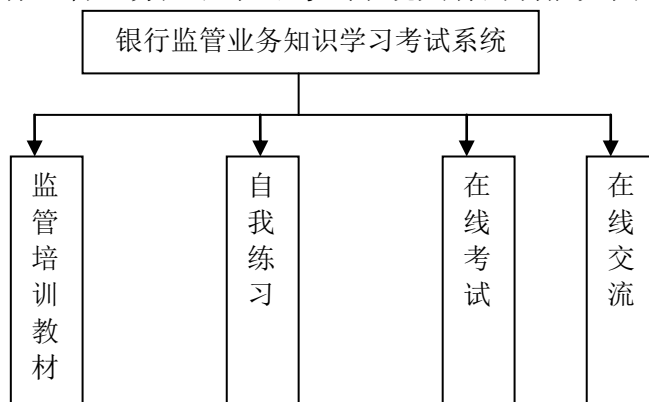 银行监管业务知识学习考试系统
监管培训教材
自我练习
在线考试
在线交流